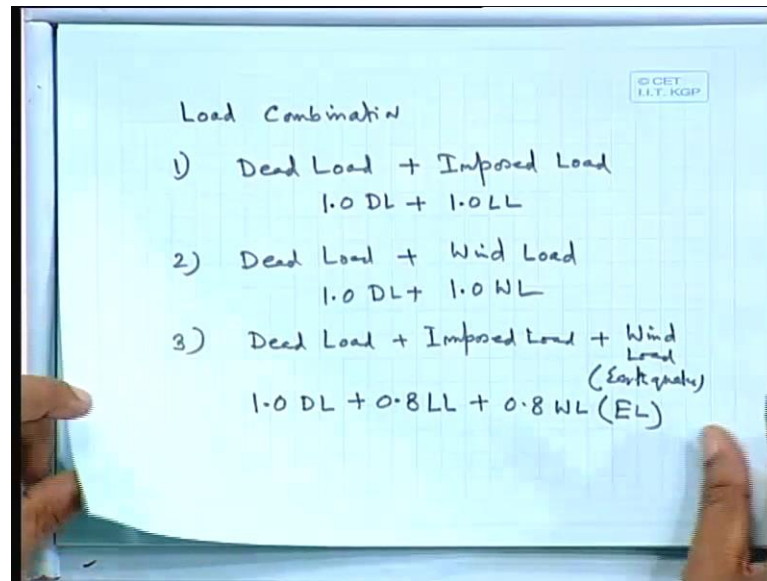 © CET
I.I.T. KGP
Load Combination
1) Dead Load + Imposed Load
1.0 DL + 1.0 LL
2) Dead Load + Wind Load
1.0 DL + 1.0 WL
3) Dead Load + Imposed Load + Wind
Load
(Earthquake)
1.0 DL + 0.8 LL + 0.8 WL (EL)